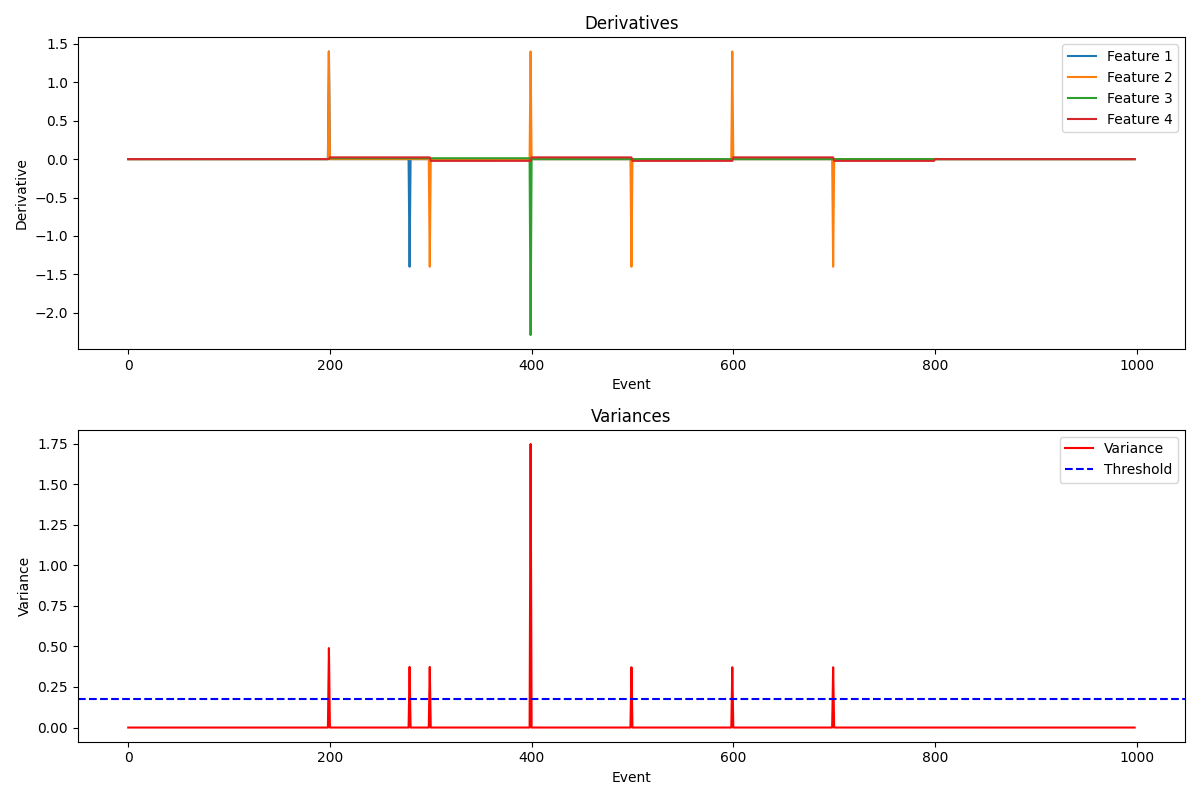 Derivatives
1.5
1.0
0.5
0.0
−0.5
−1.0
−1.5
−2.0
Derivative
Feature 1
Feature 2
Feature 3
Feature 4
0 200 400 600 800 1000
Event
Variances
1.75
1.50
1.25
1.00
0.75
0.50
0.25
0.00
Variance
Variance
Threshold
0 200 400 600 800 1000
Event